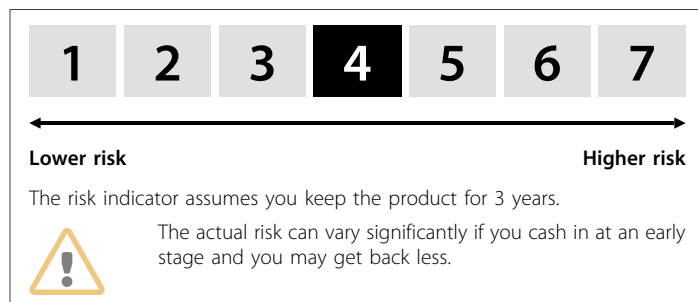 1 2 3 4 5 6 7
Lower risk Higher risk
The risk indicator assumes you keep the product for 3 years.
The actual risk can vary significantly if you cash in at an early
stage and you may get back less.